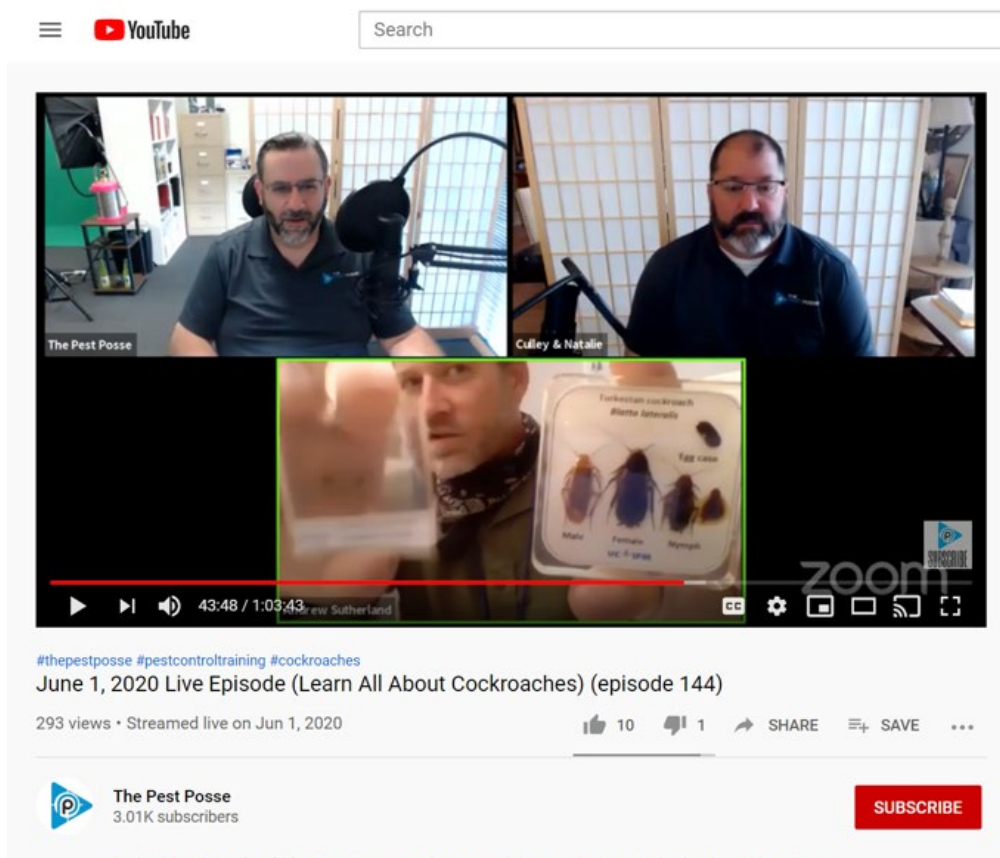 YouTube
Search
The Pest Posse
Culley & Natalie
Turkestan cockroach
Blatta lateralis
Egg case
Male
Female
Nymph
UC IPM
SUBSCRIBE
zoom
43:48 / 1:03:43
Andrew Sutherland
CC
#thepestposse #pestcontroltraining #cockroaches
June 1, 2020 Live Episode (Learn All About Cockroaches) (episode 144)
293 views • Streamed live on Jun 1, 2020
10
1
SHARE
SAVE
The Pest Posse
3.01K subscribers
SUBSCRIBE